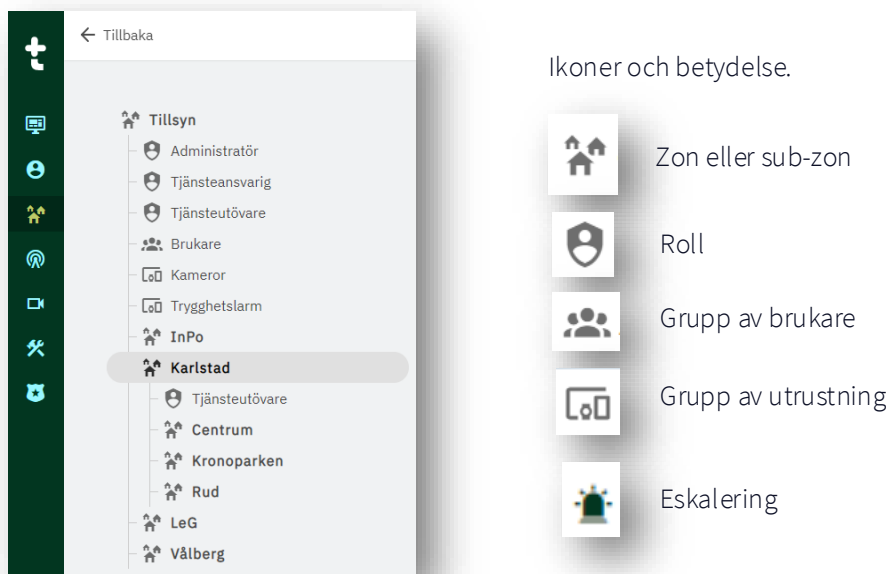 Tillbaka
Tillsyn
Administratör
Tjänsteansvarig
Tjänsteutövare
Brukare
Kameror
Trygghetslarm
InPo
Karlstad
Tjänsteutövare
Centrum
Kronoparken
Rud
LeG
Vålberg
Ikoner och betydelse.
Zon eller sub-zon
Roll
Grupp av brukare
Grupp av utrustning
Eskalering